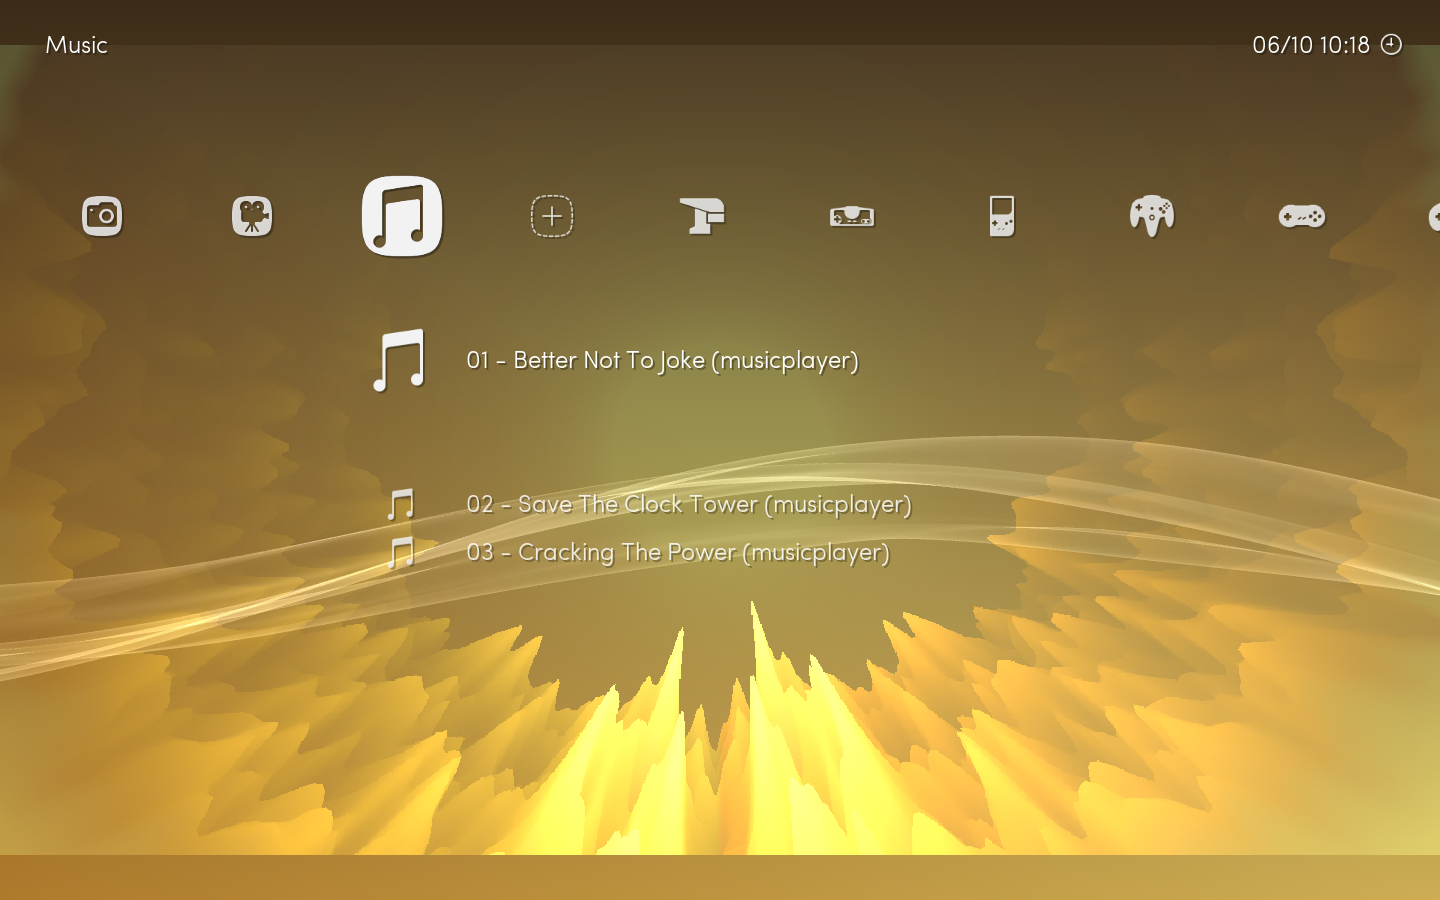 Music
06/10 10:18
01 - Better Not To Joke (musicplayer)
02 - Save The Clock Tower (musicplayer)
03 - Cracking The Power (musicplayer)